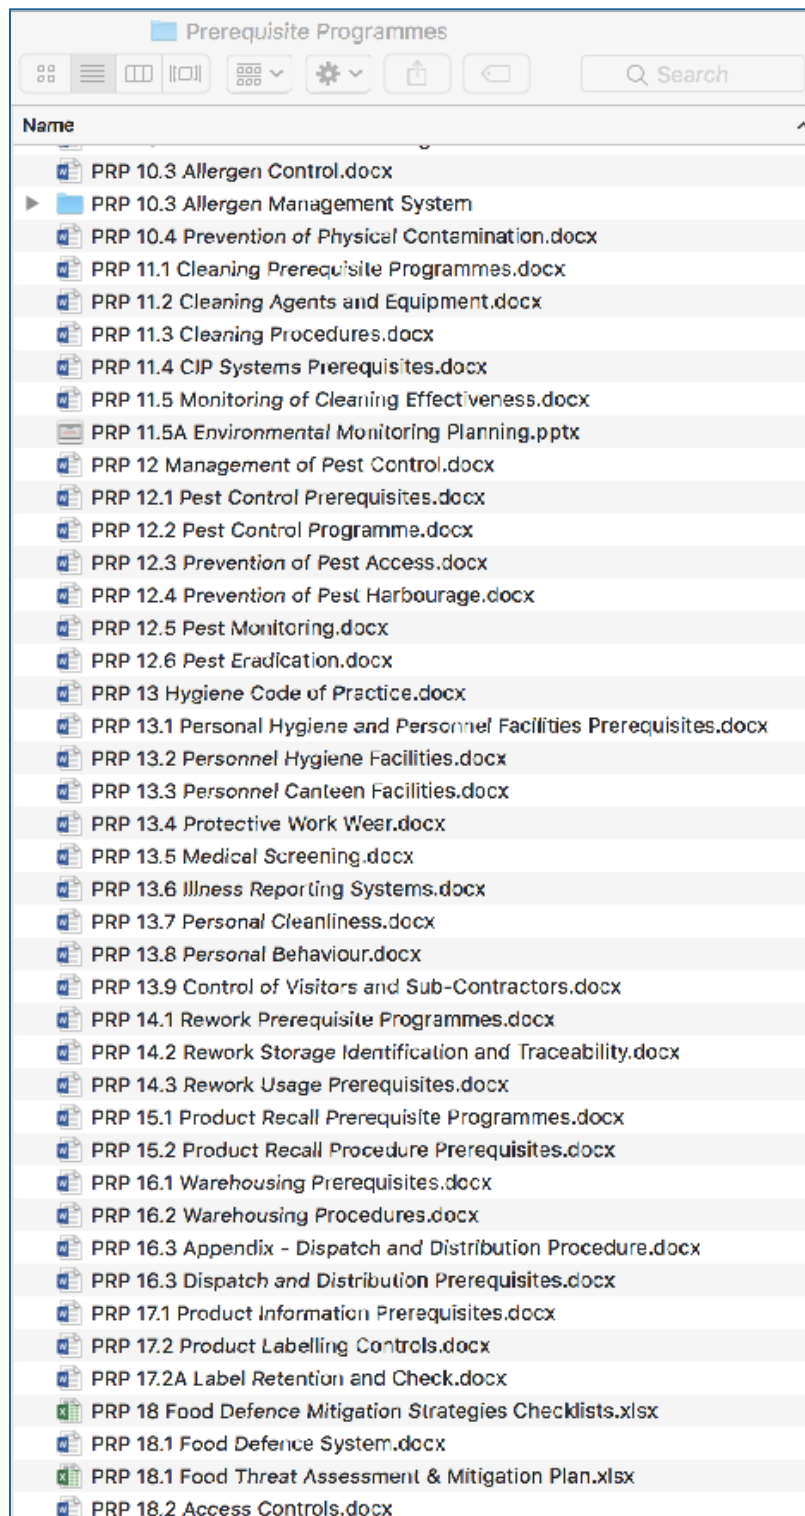 Prerequisite Programmes
Search
Name
PRP 10.3 Allergen Control.docx
PRP 10.3 Allergen Management System
PRP 10.4 Prevention of Physical Contamination.docx
PRP 11.1 Cleaning Prerequisite Programmes.docx
PRP 11.2 Cleaning Agents and Equipment.docx
PRP 11.3 Cleaning Procedures.docx
PRP 11.4 CIP Systems Prerequisites.docx
PRP 11.5 Monitoring of Cleaning Effectiveness.docx
PRP 11.5A Environmental Monitoring Planning.pptx
PRP 12 Management of Pest Control.docx
PRP 12.1 Pest Control Prerequisites.docx
PRP 12.2 Pest Control Programme.docx
PRP 12.3 Prevention of Pest Access.docx
PRP 12.4 Prevention of Pest Harbourage.docx
PRP 12.5 Pest Monitoring.docx
PRP 12.6 Pest Eradication.docx
PRP 13 Hygiene Code of Practice.docx
PRP 13.1 Personal Hygiene and Personnel Facilities Prerequisites.docx
PRP 13.2 Personnel Hygiene Facilities.docx
PRP 13.3 Personnel Canteen Facilities.docx
PRP 13.4 Protective Work Wear.docx
PRP 13.5 Medical Screening.docx
PRP 13.6 Illness Reporting Systems.docx
PRP 13.7 Personal Cleanliness.docx
PRP 13.8 Personal Behaviour.docx
PRP 13.9 Control of Visitors and Sub-Contractors.docx
PRP 14.1 Rework Prerequisite Programmes.docx
PRP 14.2 Rework Storage Identification and Traceability.docx
PRP 14.3 Rework Usage Prerequisites.docx
PRP 15.1 Product Recall Prerequisite Programmes.docx
PRP 15.2 Product Recall Procedure Prerequisites.docx
PRP 16.1 Warehousing Prerequisites.docx
PRP 16.2 Warehousing Procedures.docx
PRP 16.3 Appendix - Dispatch and Distribution Procedure.docx
PRP 16.3 Dispatch and Distribution Prerequisites.docx
PRP 17.1 Product Information Prerequisites.docx
PRP 17.2 Product Labelling Controls.docx
PRP 17.2A Label Retention and Check.docx
PRP 18 Food Defence Mitigation Strategies Checklists.xlsx
PRP 18.1 Food Defence System.docx
PRP 18.1 Food Threat Assessment & Mitigation Plan.xlsx
PRP 18.2 Access Controls.docx